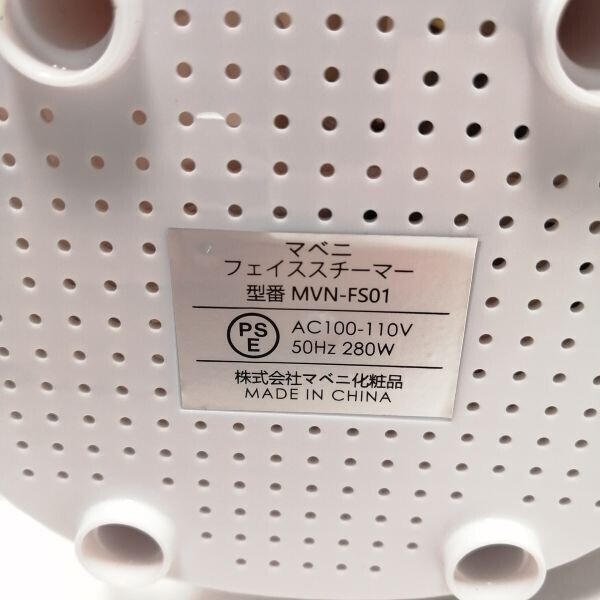 マベニ
フェイススチーマー
型番 MVN-FS01
PS
E
AC100-110V
50Hz 280W
株式会社マベニ化粧品
MADE IN CHINA